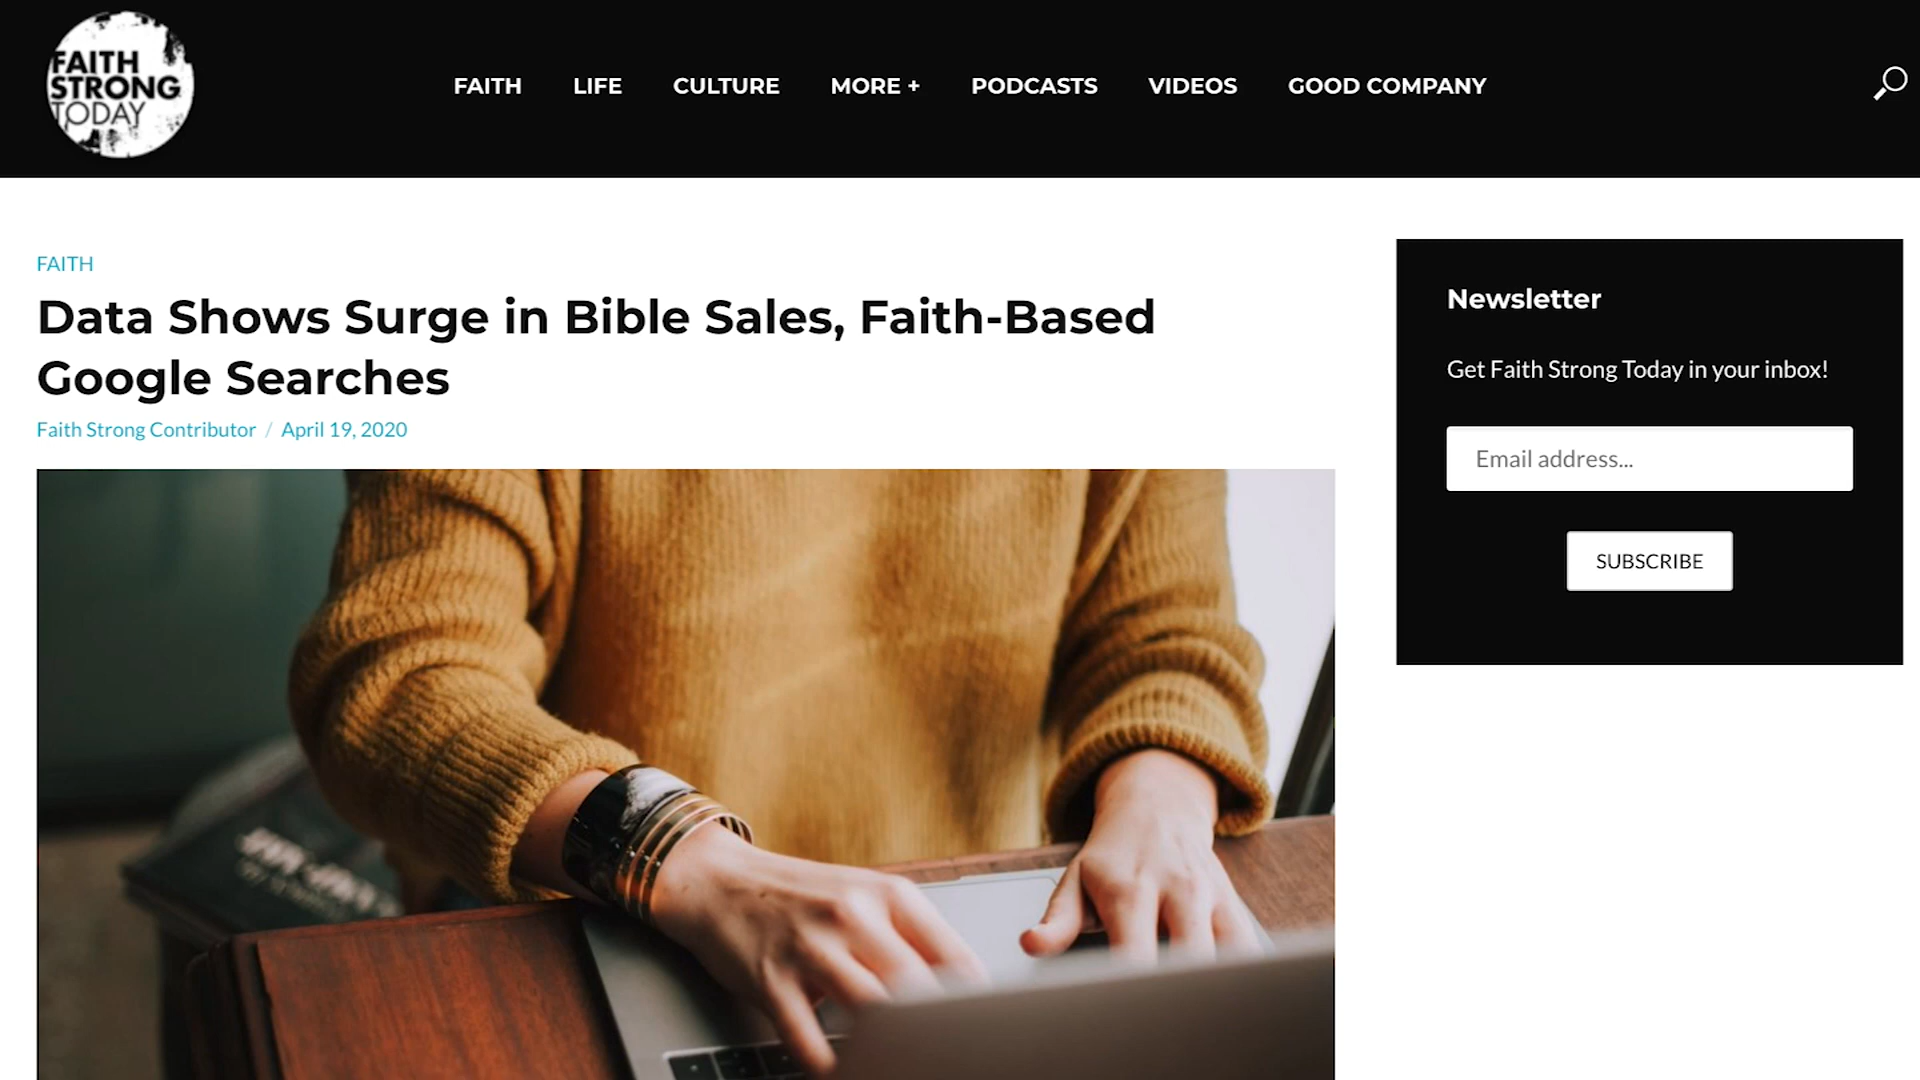 FAITH
STRONG
TODAY
FAITH LIFE CULTURE MORE + PODCASTS VIDEOS GOOD COMPANY
FAITH
Data Shows Surge in Bible Sales, Faith-Based
Google Searches
Faith Strong Contributor / April 19, 2020
Newsletter
Get Faith Strong Today in your inbox!
Email address...
SUBSCRIBE